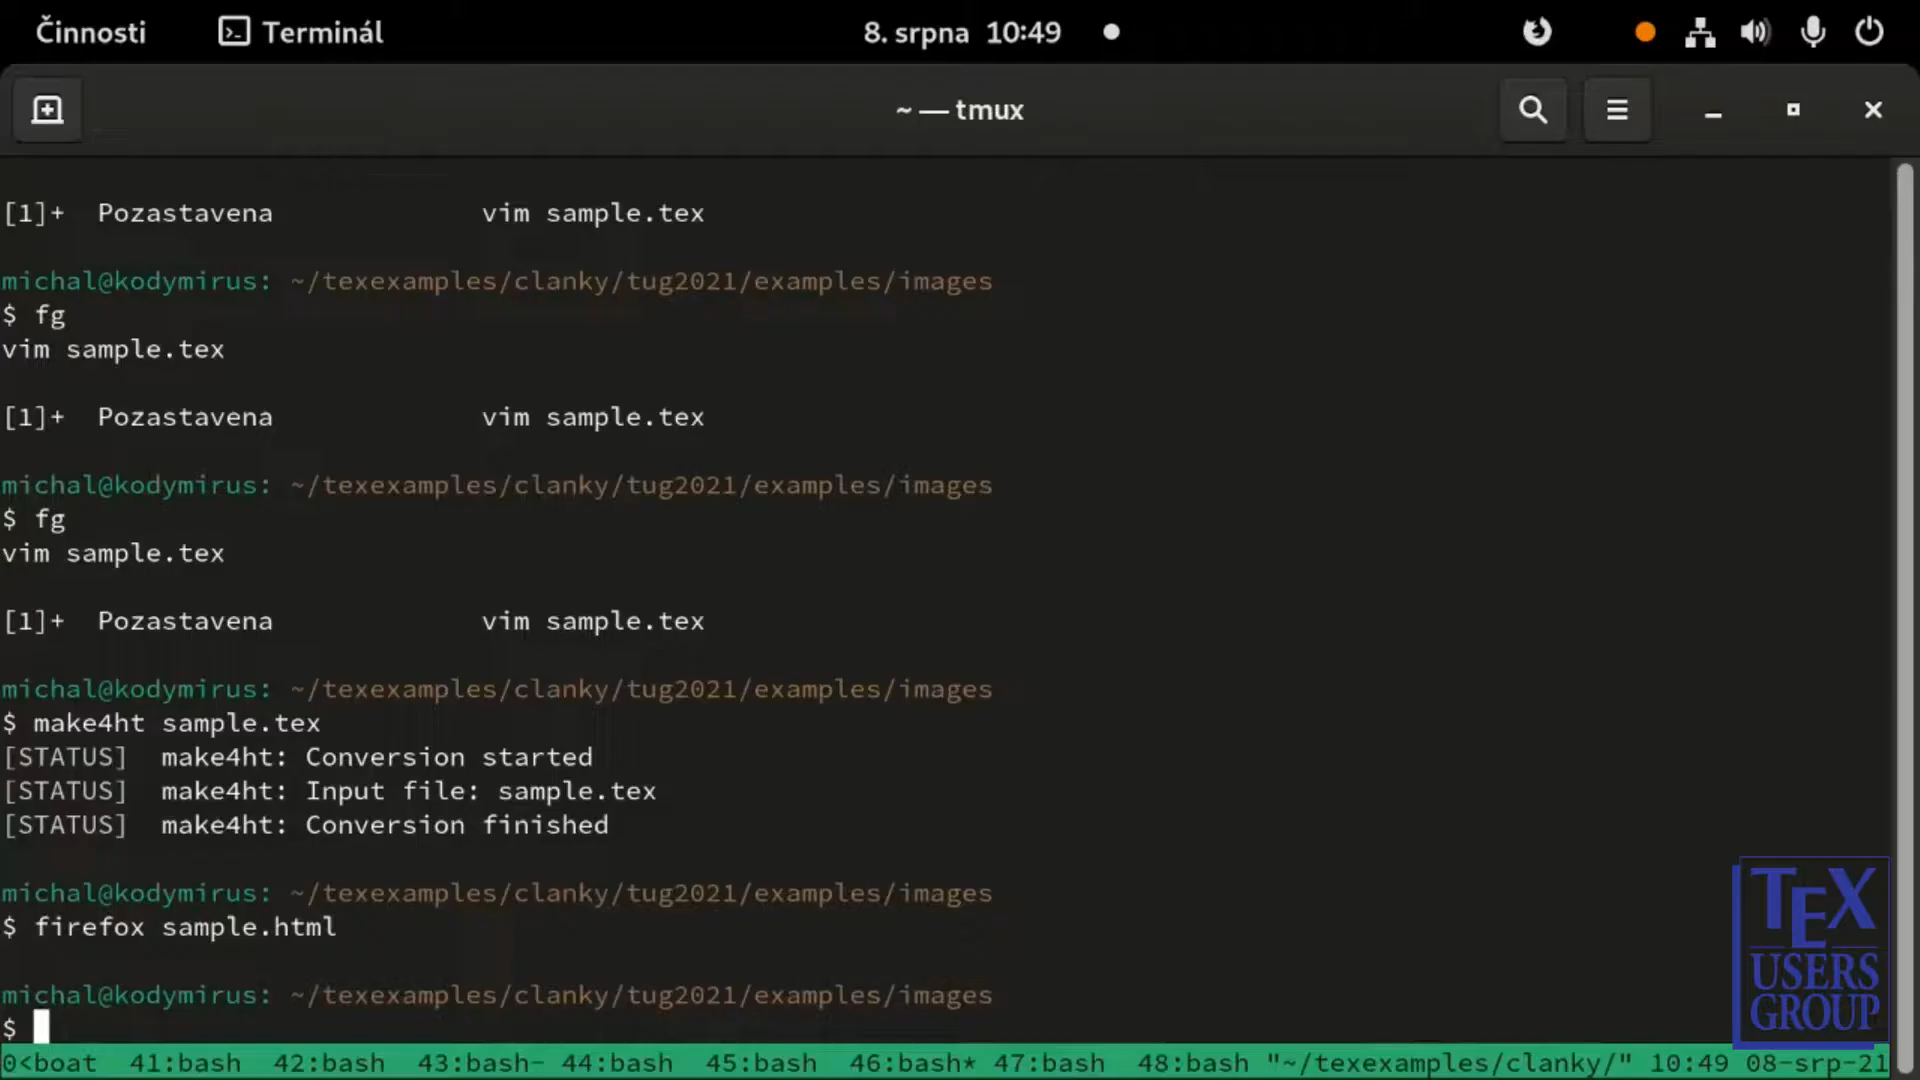 Činnosti Terminál 8. srpna 10:49
~ — tmux
[1]+ Pozastavena vim sample.tex
michal@kodymirus: ~/texexamples/clanky/tug2021/examples/images
$ fg
vim sample.tex
[1]+ Pozastavena vim sample.tex
michal@kodymirus: ~/texexamples/clanky/tug2021/examples/images
$ fg
vim sample.tex
[1]+ Pozastavena vim sample.tex
michal@kodymirus: ~/texexamples/clanky/tug2021/examples/images
$ make4ht sample.tex
[STATUS] make4ht: Conversion started
[STATUS] make4ht: Input file: sample.tex
[STATUS] make4ht: Conversion finished
michal@kodymirus: ~/texexamples/clanky/tug2021/examples/images
$ firefox sample.html
michal@kodymirus: ~/texexamples/clanky/tug2021/examples/images
$
TEX
USERS
GROUP
0<boat 41:bash 42:bash 43:bash- 44:bash 45:bash 46:bash* 47:bash 48:bash "~/texexamples/clanky/" 10:49 08-srp-21